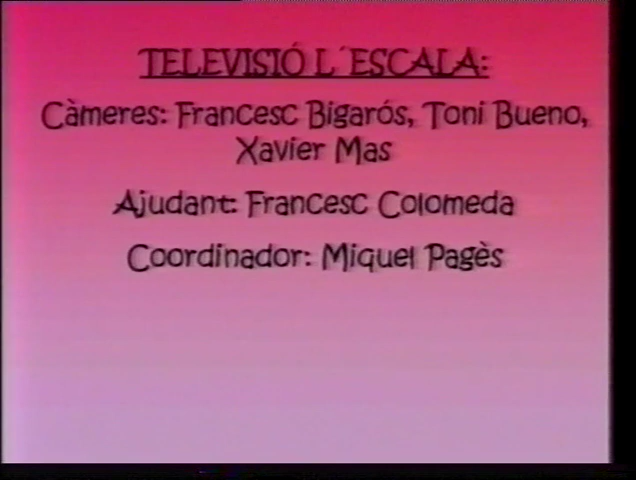 TELEVISIÓ L´ESCALA:
Càmeres: Francesc Bigarós, Toni Bueno,
Xavier Mas
Ajudant: Francesc Colomeda
Coordinador: Miquel Pagès